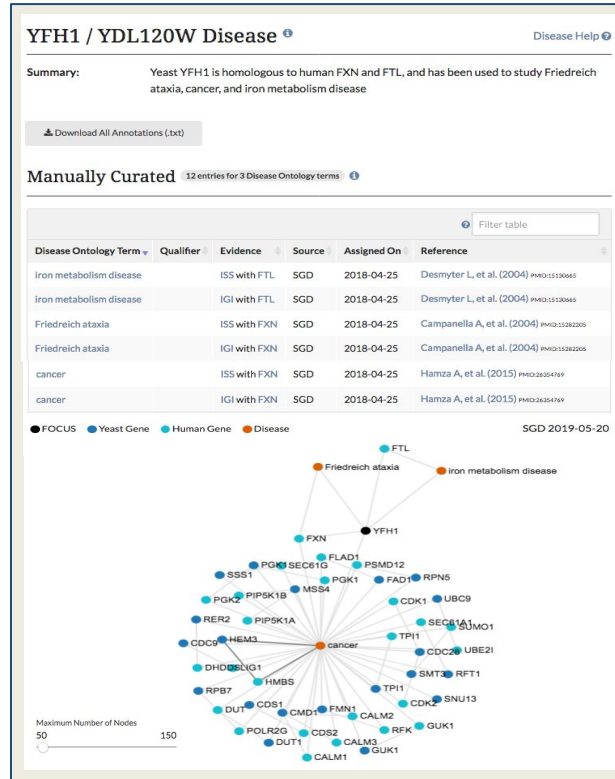 YFH1 / YDL120W Disease
Disease Help
Summary: Yeast YFH1 is homologous to human FXN and FTL, and has been used to study Friedreich
ataxia, cancer, and iron metabolism disease
Download All Annotations (.txt)
Manually Curated 12 entries for 3 Disease Ontology terms
Filter table
Disease Ontology Term Qualifier Evidence Source Assigned On Reference
iron metabolism disease ISS with FTL SGD 2018-04-25 Desmyter L, et al. (2004) PMID:15130665
iron metabolism disease IGI with FTL SGD 2018-04-25 Desmyter L, et al. (2004) PMID:15130665
Friedreich ataxia ISS with FXN SGD 2018-04-25 Campanella A, et al. (2004) PMID:15282205
Friedreich ataxia IGI with FXN SGD 2018-04-25 Campanella A, et al. (2004) PMID:15282205
cancer ISS with FXN SGD 2018-04-25 Hamza A, et al. (2015) PMID:26354769
cancer IGI with FXN SGD 2018-04-25 Hamza A, et al. (2015) PMID:26354769
FOCUS Yeast Gene Human Gene Disease SGD 2019-05-20
FTL
Friedreich ataxia
iron metabolism disease
YFH1
FXN
FLAD1
PGK1 SEC61G PSMD12
SSS1 PGK1 FAD1 RPN5
MSS4
PGK2 PIP5K1B CDK1 UBC9
RER2 PIP5K1A SEC61A1 SUMO1
CDC9 HEM3 cancer TPI1 CDC28 UBE2I
DHDDS LIG1 SMT3 RFT1
RPB7 HMBS TPI1 SNU13
DUT CDS1 CMD1 FMN1 CALM2 CDK2
POLR2G CDS2 RFK GUK1
DUT1 CALM3 GUK1
CALM1
Maximum Number of Nodes
50 150